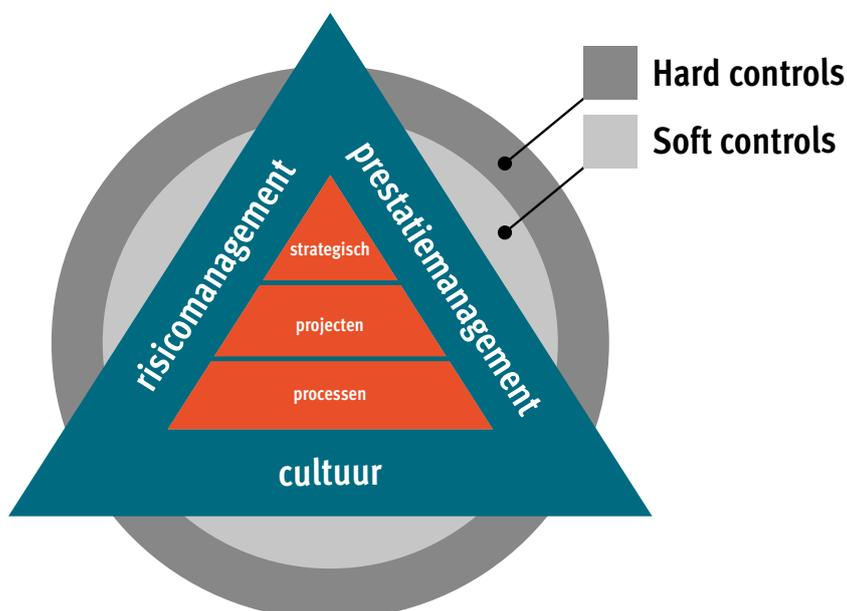 Hard controls
Soft controls
risicomanagement
prestatiemanagement
strategisch
projecten
processen
cultuur